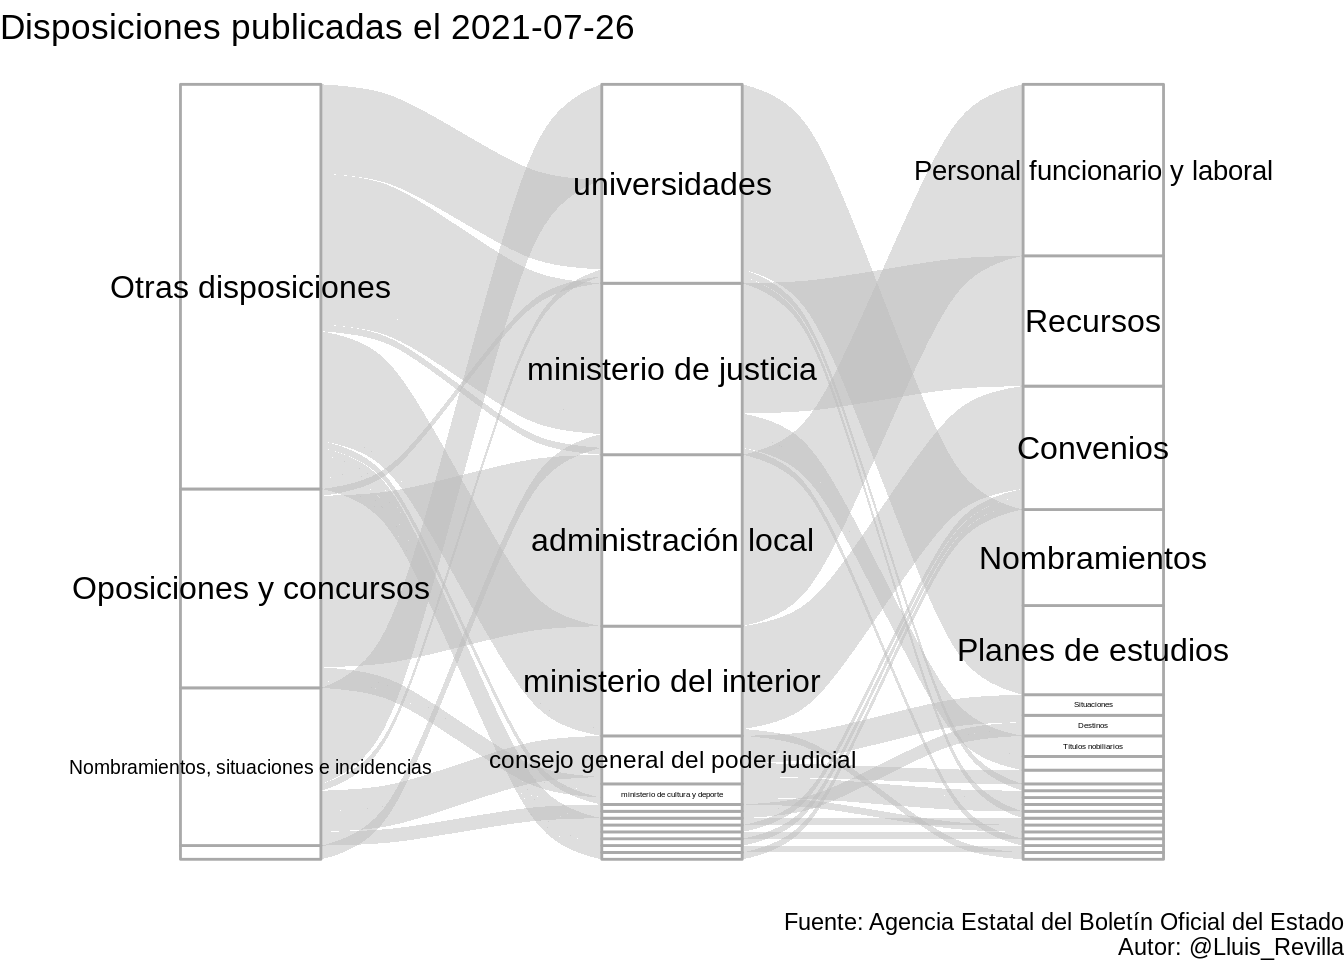 Disposiciones publicadas el 2021-07-26
Otras disposiciones
Oposiciones y concursos
Nombramientos, situaciones e incidencias
universidades
ministerio de justicia
administración local
ministerio del interior
consejo general del poder judicial
ministerio de cultura y deporte
Personal funcionario y laboral
Recursos
Convenios
Nombramientos
Planes de estudios
Situaciones
Destinos
Títulos nobiliarios
Fuente: Agencia Estatal del Boletín Oficial del Estado
Autor: @Lluis_Revilla